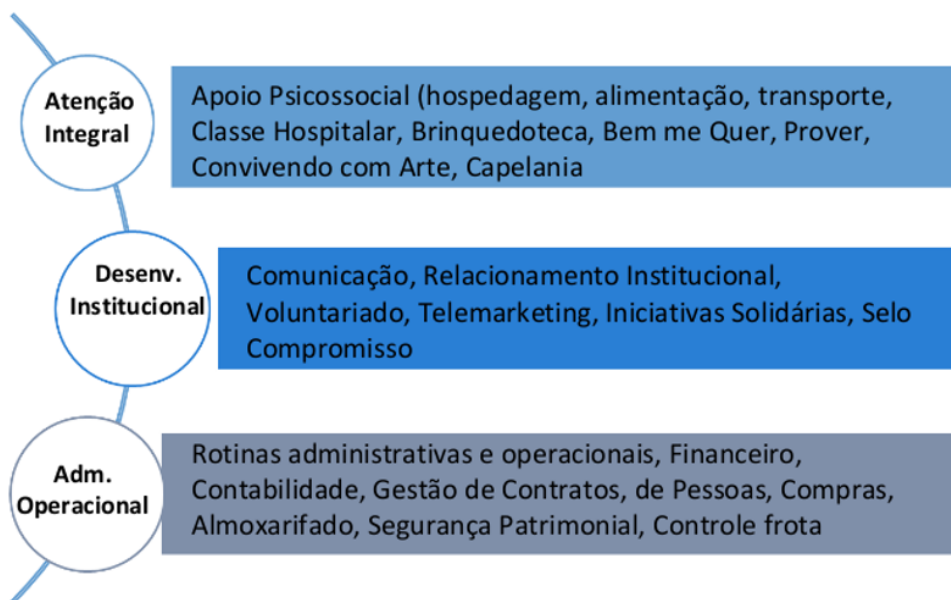 Atenção
Integral
Apoio Psicossocial (hospedagem, alimentação, transporte,
Classe Hospitalar, Brinquedoteca, Bem me Quer, Prover,
Convivendo com Arte, Capelania
Desenv.
Institucional
Comunicação, Relacionamento Institucional,
Voluntariado, Telemarketing, Iniciativas Solidárias, Selo
Compromisso
Adm.
Operacional
Rotinas administrativas e operacionais, Financeiro,
Contabilidade, Gestão de Contratos, de Pessoas, Compras,
Almoxarifado, Segurança Patrimonial, Controle frota